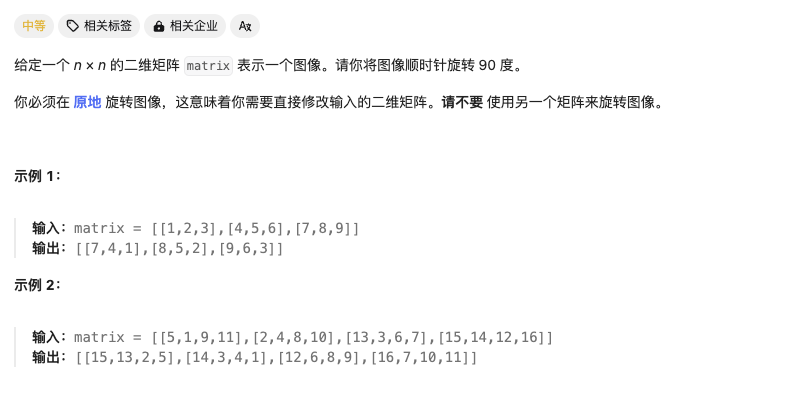 中等 相关标签 相关企业
给定一个 n × n 的二维矩阵 matrix 表示一个图像。请你将图像顺时针旋转 90 度。
你必须在 原地 旋转图像，这意味着你需要直接修改输入的二维矩阵。请不要 使用另一个矩阵来旋转图像。
示例 1：
输入：matrix = [[1,2,3],[4,5,6],[7,8,9]]
输出：[[7,4,1],[8,5,2],[9,6,3]]
示例 2：
输入：matrix = [[5,1,9,11],[2,4,8,10],[13,3,6,7],[15,14,12,16]]
输出：[[15,13,2,5],[14,3,4,1],[12,6,8,9],[16,7,10,11]]